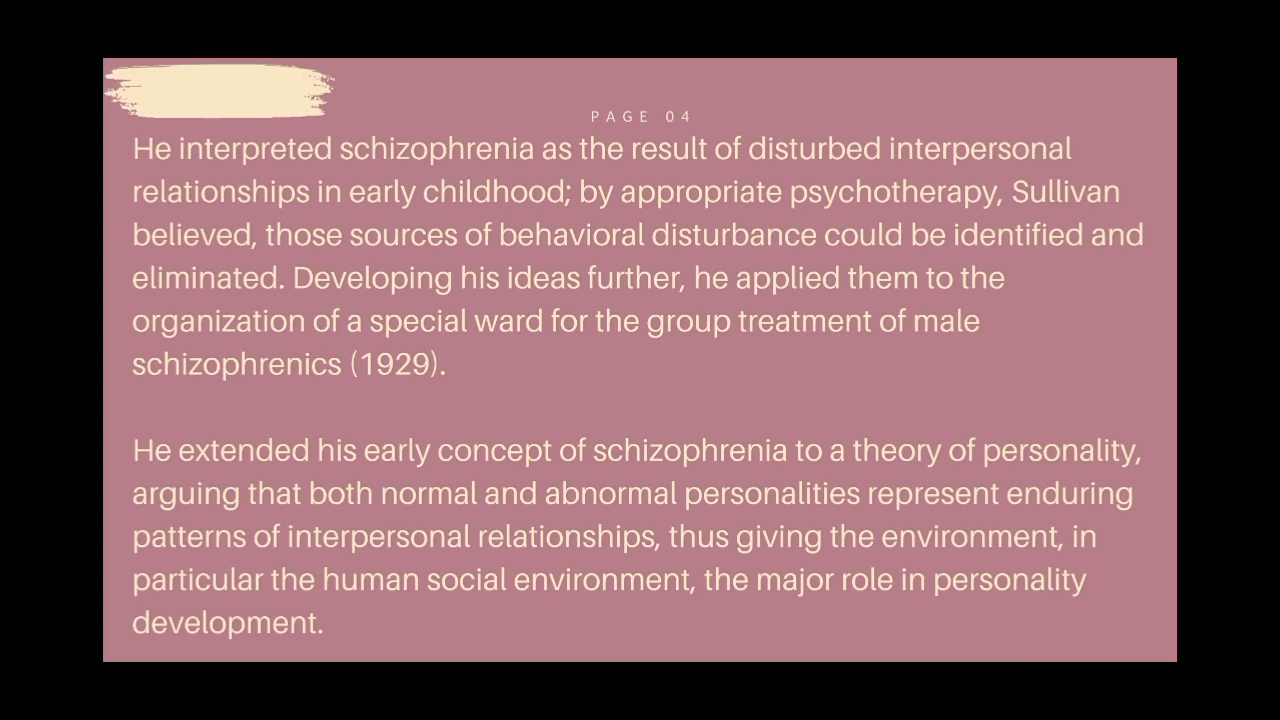 PAGE 04
He interpreted schizophrenia as the result of disturbed interpersonal
relationships in early childhood; by appropriate psychotherapy, Sullivan
believed, those sources of behavioral disturbance could be identified and
eliminated. Developing his ideas further, he applied them to the
organization of a special ward for the group treatment of male
schizophrenics (1929).
He extended his early concept of schizophrenia to a theory of personality,
arguing that both normal and abnormal personalities represent enduring
patterns of interpersonal relationships, thus giving the environment, in
particular the human social environment, the major role in personality
development.